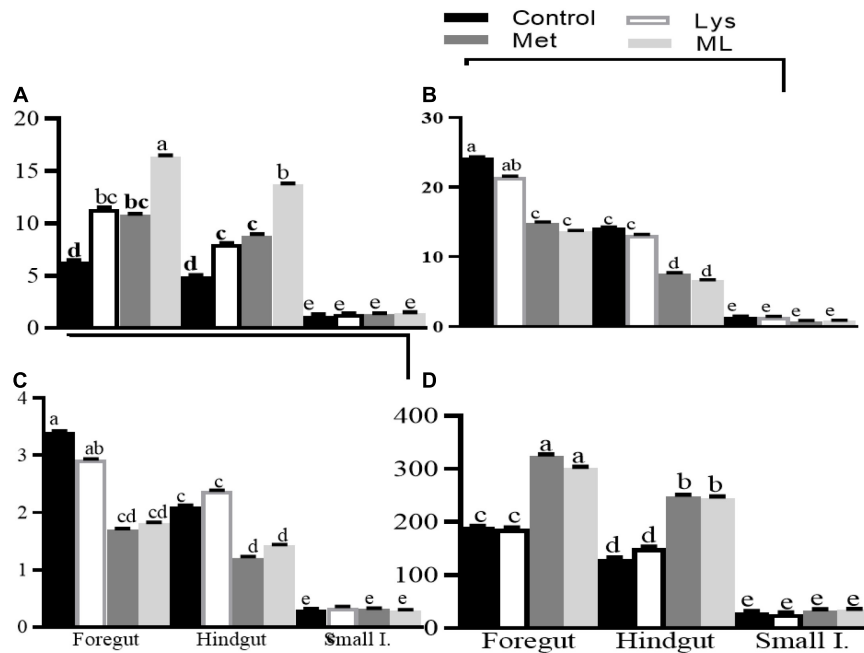 Control Lys
Met ML
A
B
20
15
10
5
0
a
bc
bc
d
b
c
c
d
e e e e
30
20
10
0
a
ab
c c c c
d d
e e e e
C
D
4
3
2
1
0
a
ab
cd cd
c c
d d
e e e
Foregut Hindgut Small I.
400
300
200
100
0
a a
c c
b b
d d
e e e e
Foregut Hindgut Small I.